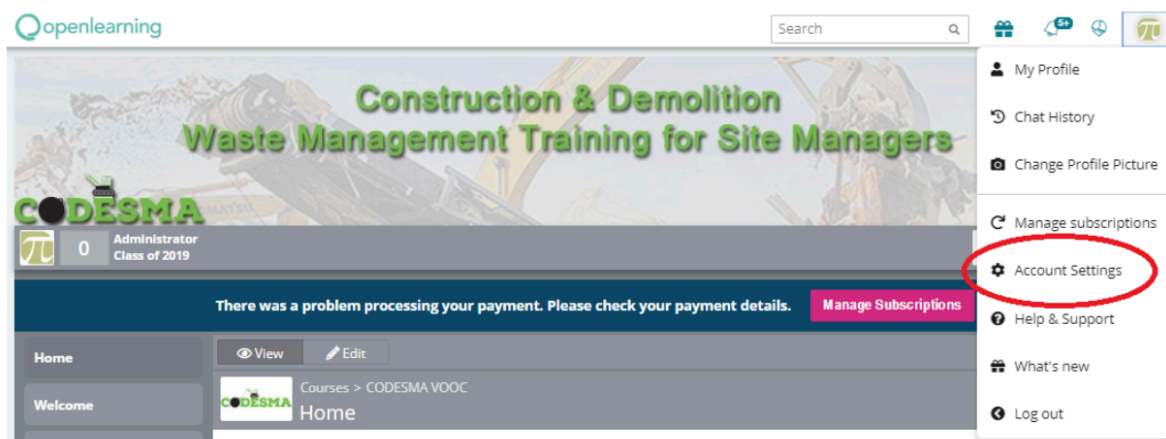 openlearning
Search
5+
My Profile
Chat History
Change Profile Picture
Manage subscriptions
Account Settings
Help & Support
What's new
Log out
Construction & Demolition
Waste Management Training for Site Managers
CODESMA
0
Administrator
Class of 2019
There was a problem processing your payment. Please check your payment details.
Manage Subscriptions
Home
Welcome
View
Edit
CODESMA
Courses > CODESMA VOOC
Home